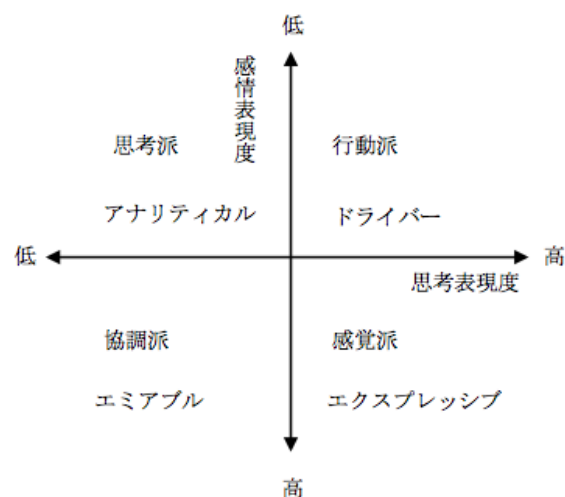 低
感情表現度
思考派
行動派
アナリティカル
ドライバー
低
高
思考表現度
協調派
感覚派
エミアブル
エクスプレッシブ
高